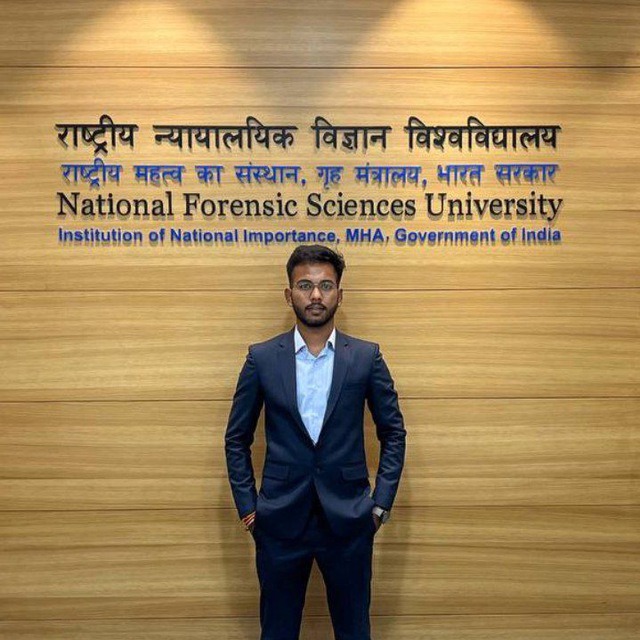 राष्ट्रीय न्यायालयिक विज्ञान विश्वविद्यालय
राष्ट्रीय महत्व का संस्थान, गृह मंत्रालय, भारत सरकार
National Forensic Sciences University
Institution of National Importance, MHA, Government of India